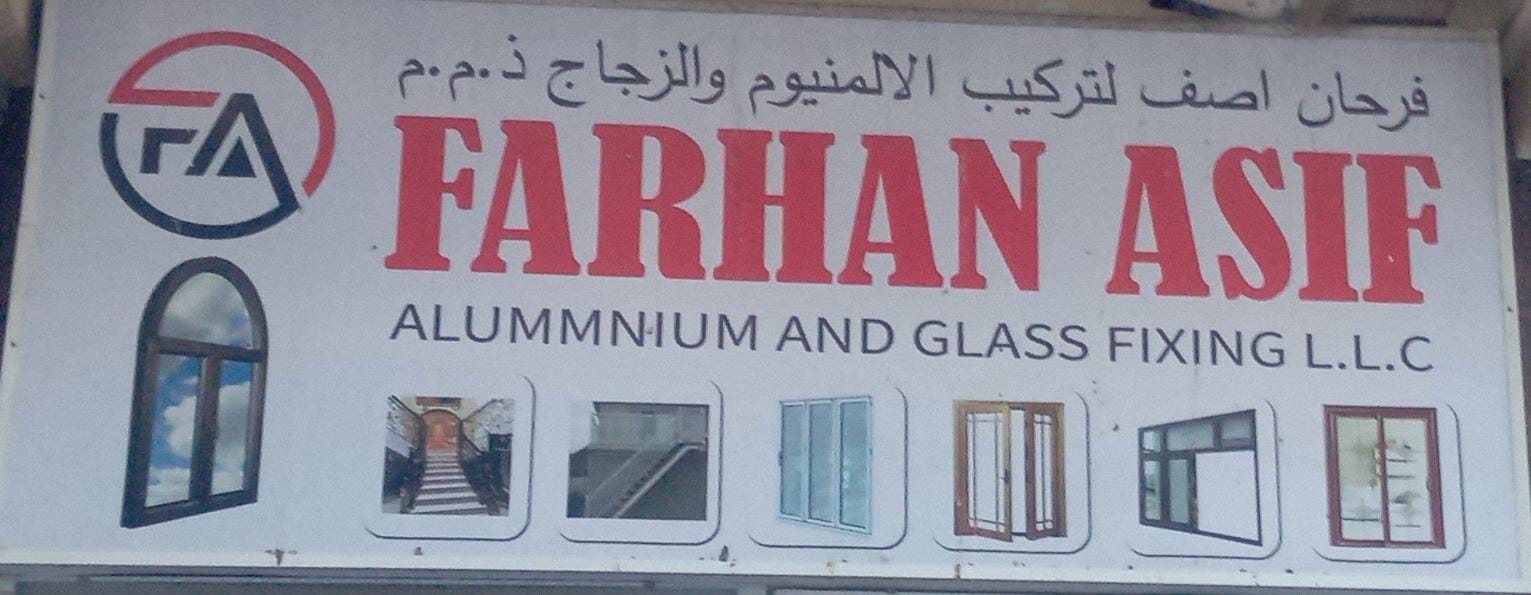 فرحان اصف لتركيب الالمنيوم والزجاج ذ.م.م
FA
FARHAN ASIF
ALUMMNIUM AND GLASS FIXING L.L.C